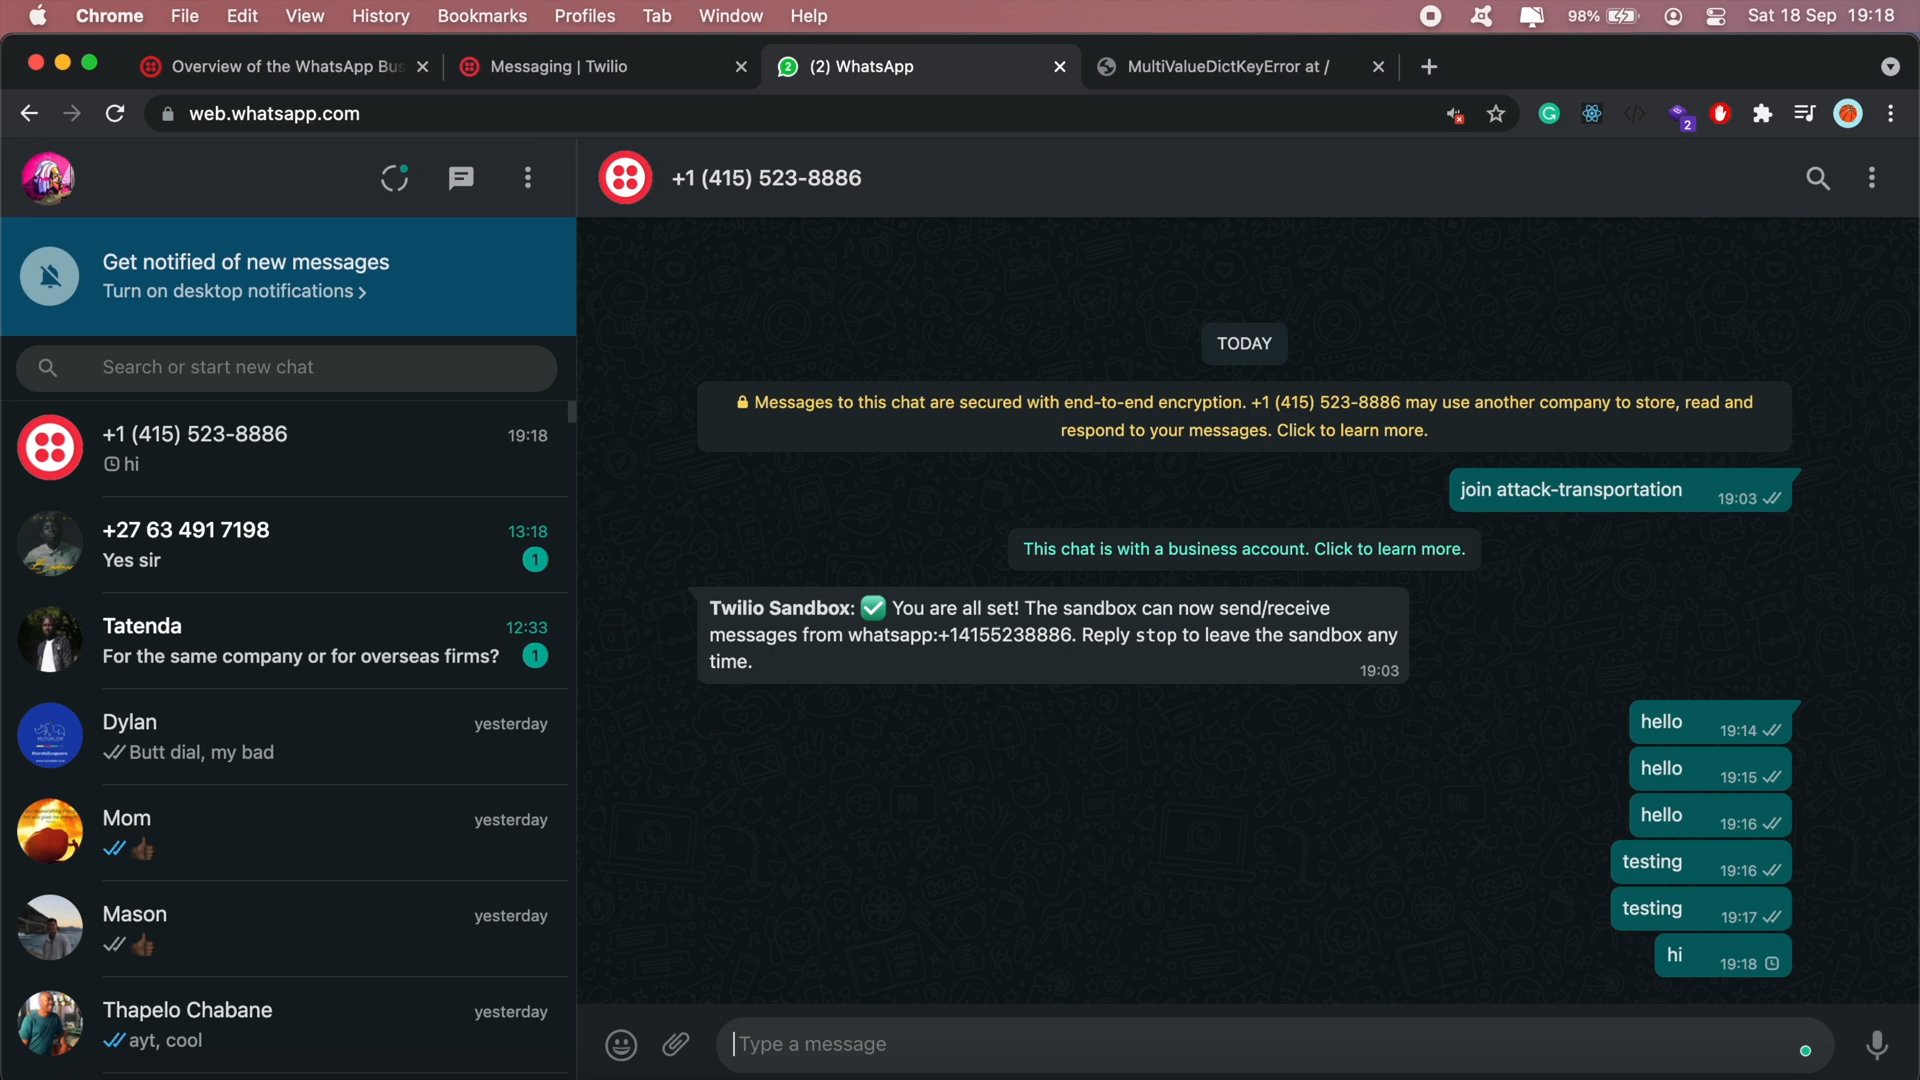 Chrome File Edit View History Bookmarks Profiles Tab Window Help 98% Sat 18 Sep 19:18
Overview of the WhatsApp Bus Messaging | Twilio (2) WhatsApp MultiValueDictKeyError at /
web.whatsapp.com
2
+1 (415) 523-8886
Get notified of new messages
Turn on desktop notifications >
Search or start new chat
+1 (415) 523-8886 19:18
hi
+27 63 491 7198 13:18
Yes sir 1
Tatenda 12:33
For the same company or for overseas firms? 1
Dylan yesterday
Butt dial, my bad
Mom yesterday
Mason yesterday
Thapelo Chabane yesterday
ayt, cool
TODAY
Messages to this chat are secured with end-to-end encryption. +1 (415) 523-8886 may use another company to store, read and
respond to your messages. Click to learn more.
join attack-transportation 19:03
This chat is with a business account. Click to learn more.
Twilio Sandbox: ✅ You are all set! The sandbox can now send/receive
messages from whatsapp:+14155238886. Reply stop to leave the sandbox any
time.
19:03
hello 19:14
hello 19:15
hello 19:16
testing 19:16
testing 19:17
hi 19:18
Type a message